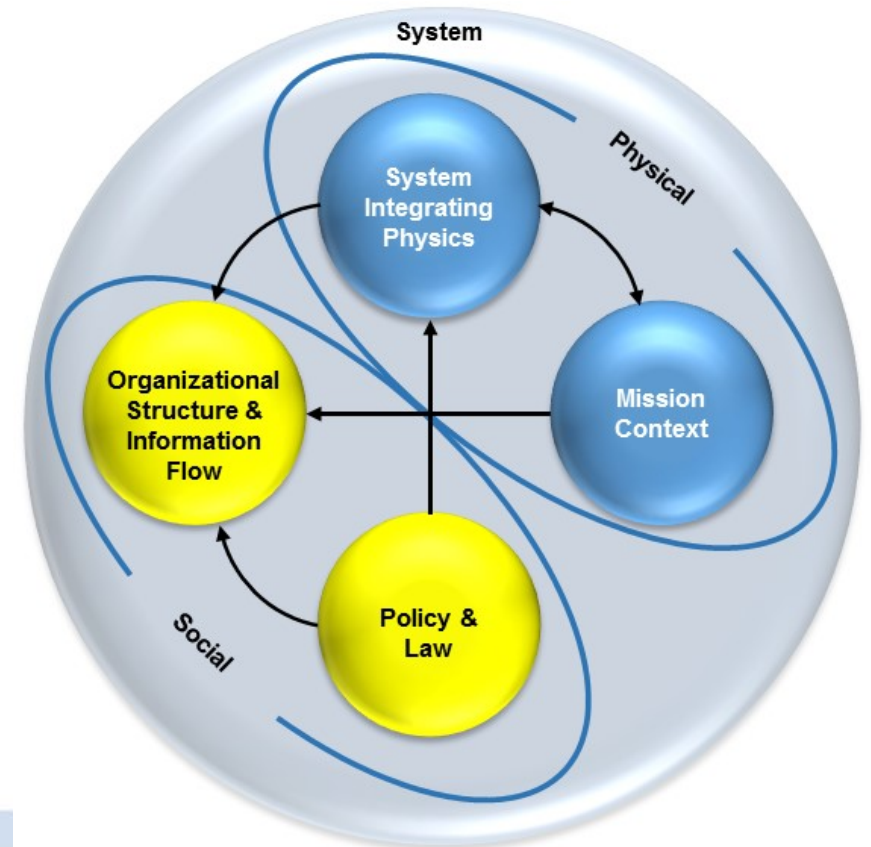 System
Physical
System
Integrating
Physics
Mission
Context
Organizational
Structure &
Information
Flow
Policy &
Law
Social